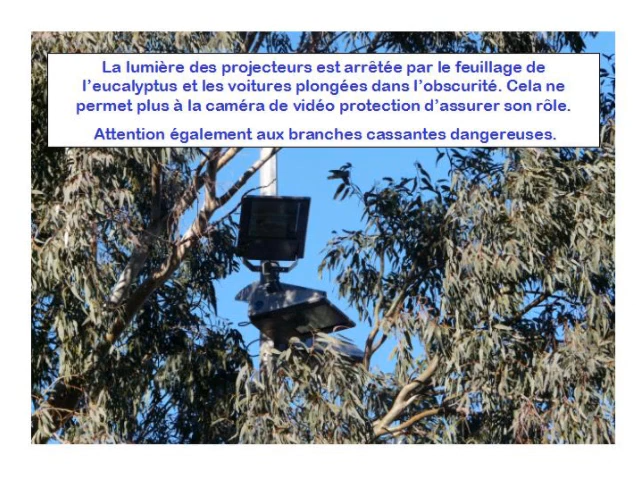 La lumière des projecteurs est arrêtée par le feuillage de
l'eucalyptus et les voitures plongées dans l'obscurité. Cela ne
permet plus à la caméra de vidéo protection d'assurer son rôle.
Attention également aux branches cassantes dangereuses.